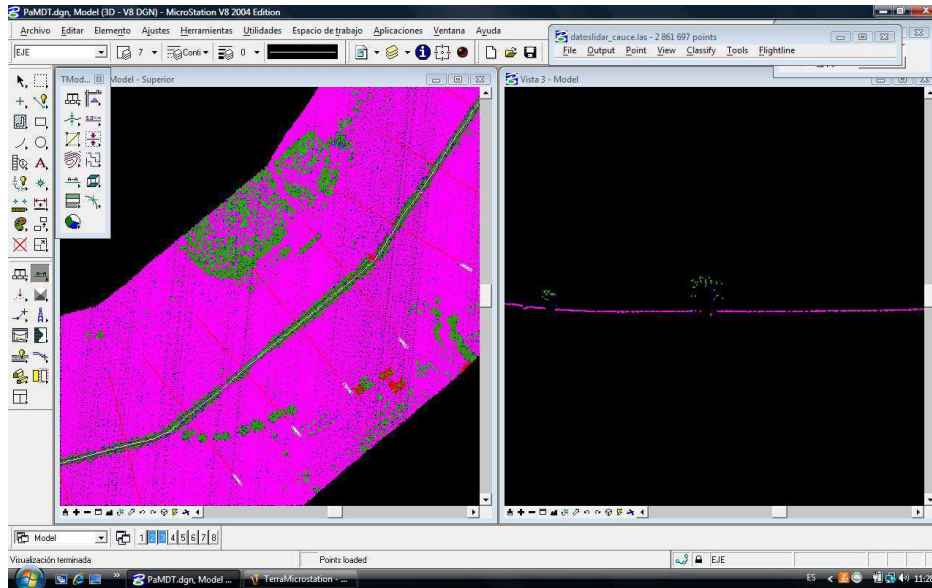 PaMDT.dgn, Model (3D - V8 DGN) - MicroStation V8 2004 Edition
Archivo Editar Elemento Ajustes Herramientas Utilidades Espacio de trabajo Aplicaciones Ventana Ayuda
datoslidar_cauce.las - 2 861 697 points
File Output Point View Classify Tools Flightline
EJE 7 Conti 0
TMod... Model - Superior
Vista 3 - Model
Model 1 2 3 4 5 6 7 8
Visualización terminada Points loaded EJE
PaMDT.dgn, Model ... TerraMicrostation - ... ES 11:28